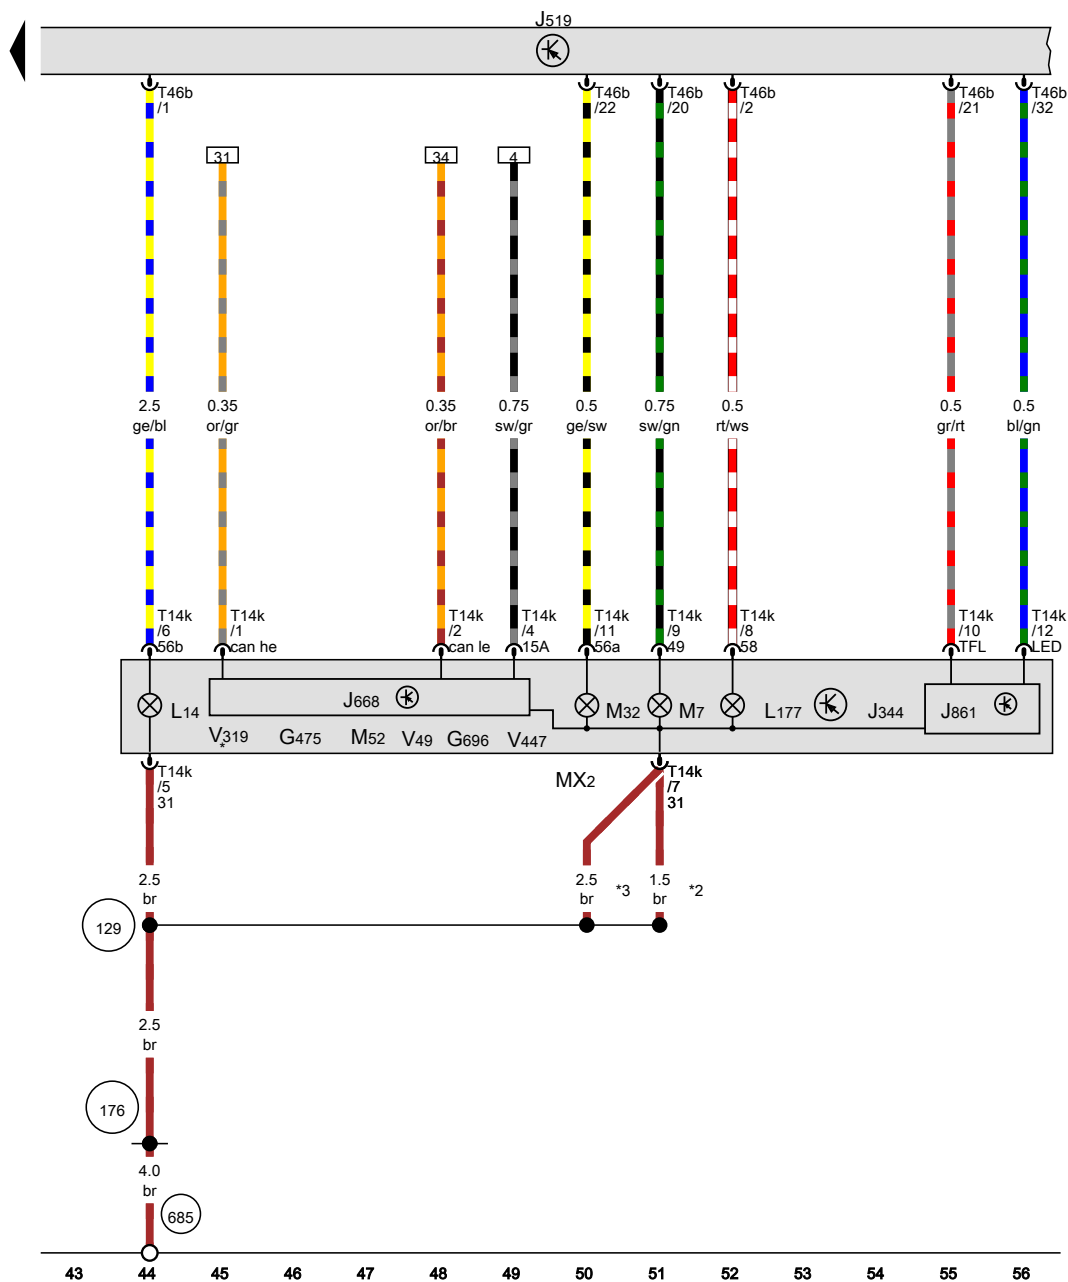 J519
T46b
/1
T46b
/22
T46b
/20
T46b
/2
T46b
/21
T46b
/32
31
34
4
2.5
ge/bl
0.35
or/gr
0.35
or/br
0.75
sw/gr
0.5
ge/sw
0.75
sw/gn
0.5
rt/ws
0.5
gr/rt
0.5
bl/gn
T14k
/6
56b
T14k
/1
can he
T14k
/2
can le
T14k
/4
15A
T14k
/11
56a
T14k
/9
49
T14k
/8
58
T14k
/10
TFL
T14k
/12
LED
L14
J668
M32
M7
L177
J344
J861
V319
*
G475
M52
V49
G696
V447
T14k
/5
31
MX2
T14k
/7
31
2.5
br
2.5
br
*3
1.5
br
*2
129
2.5
br
176
4.0
br
685
43 44 45 46 47 48 49 50 51 52 53 54 55 56